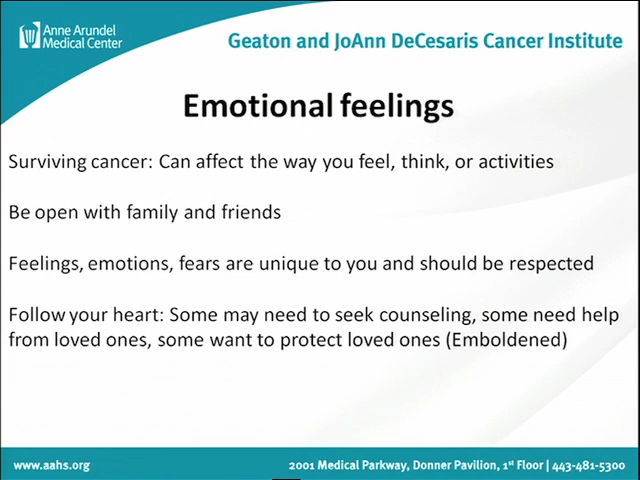 Anne Arundel
Medical Center
Geaton and JoAnn DeCesaris Cancer Institute
Emotional feelings
Surviving cancer: Can affect the way you feel, think, or activities
Be open with family and friends
Feelings, emotions, fears are unique to you and should be respected
Follow your heart: Some may need to seek counseling, some need help
from loved ones, some want to protect loved ones (Emboldened)
www.aahs.org
2001 Medical Parkway, Donner Pavilion, 1st Floor | 443-481-5300